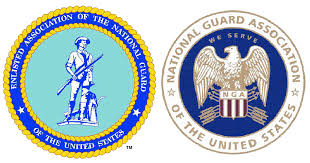 ENLISTED ASSOCIATION OF THE NATIONAL GUARD
OF THE UNITED STATES
TM
NATIONAL GUARD ASSOCIATION
WE SERVE
NGA
OF THE UNITED STATES